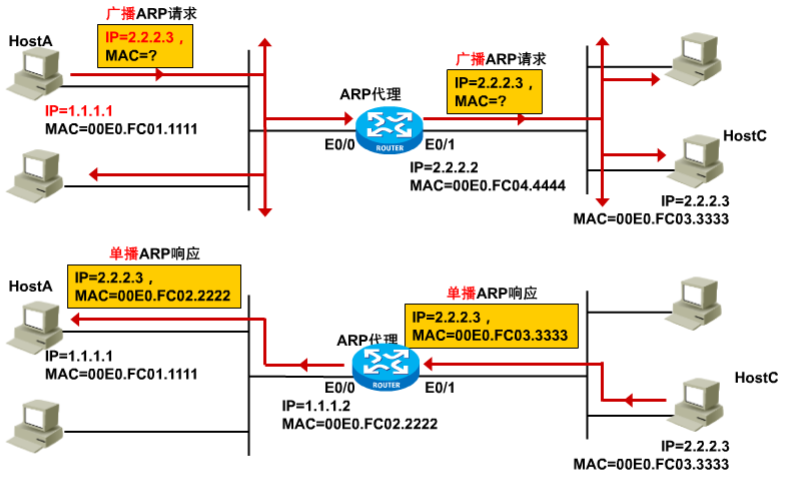 广播ARP请求
HostA
IP=2.2.2.3，
MAC=?
广播ARP请求
IP=2.2.2.3，
MAC=?
ARP代理
IP=1.1.1.1
MAC=00E0.FC01.1111
ROUTER
E0/0
E0/1
HostC
IP=2.2.2.2
MAC=00E0.FC04.4444
IP=2.2.2.3
MAC=00E0.FC03.3333
单播ARP响应
HostA
IP=2.2.2.3，
MAC=00E0.FC02.2222
单播ARP响应
IP=2.2.2.3，
MAC=00E0.FC03.3333
ARP代理
IP=1.1.1.1
MAC=00E0.FC01.1111
ROUTER
E0/0
E0/1
HostC
IP=1.1.1.2
MAC=00E0.FC02.2222
IP=2.2.2.3
MAC=00E0.FC03.3333